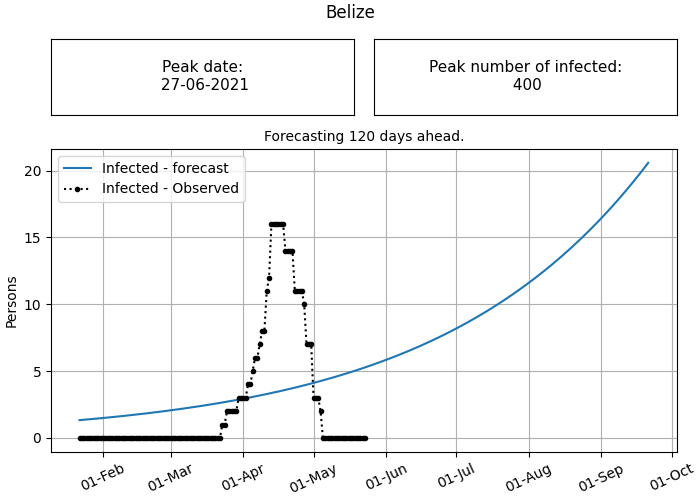 Belize
Peak date:
27-06-2021
Peak number of infected:
400
Forecasting 120 days ahead.
Infected - forecast
Infected - Observed
Persons
20
15
10
5
0
01-Feb
01-Mar
01-Apr
01-May
01-Jun
01-Jul
01-Aug
01-Sep
01-Oct